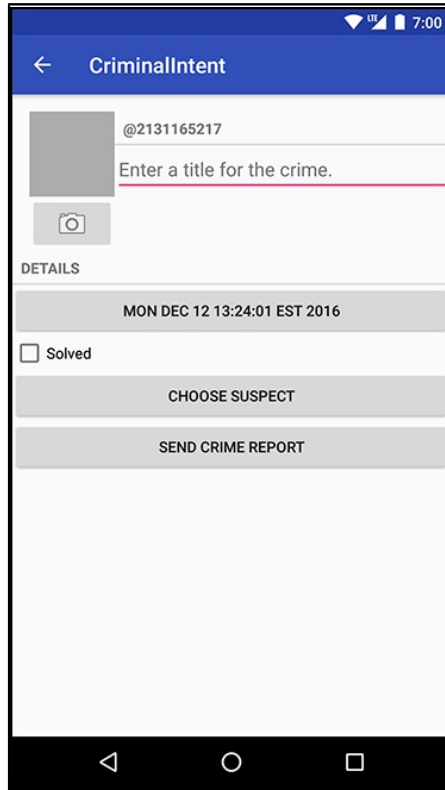 LTE 7:00
CriminalIntent
@2131165217
Enter a title for the crime.
DETAILS
MON DEC 12 13:24:01 EST 2016
Solved
CHOOSE SUSPECT
SEND CRIME REPORT